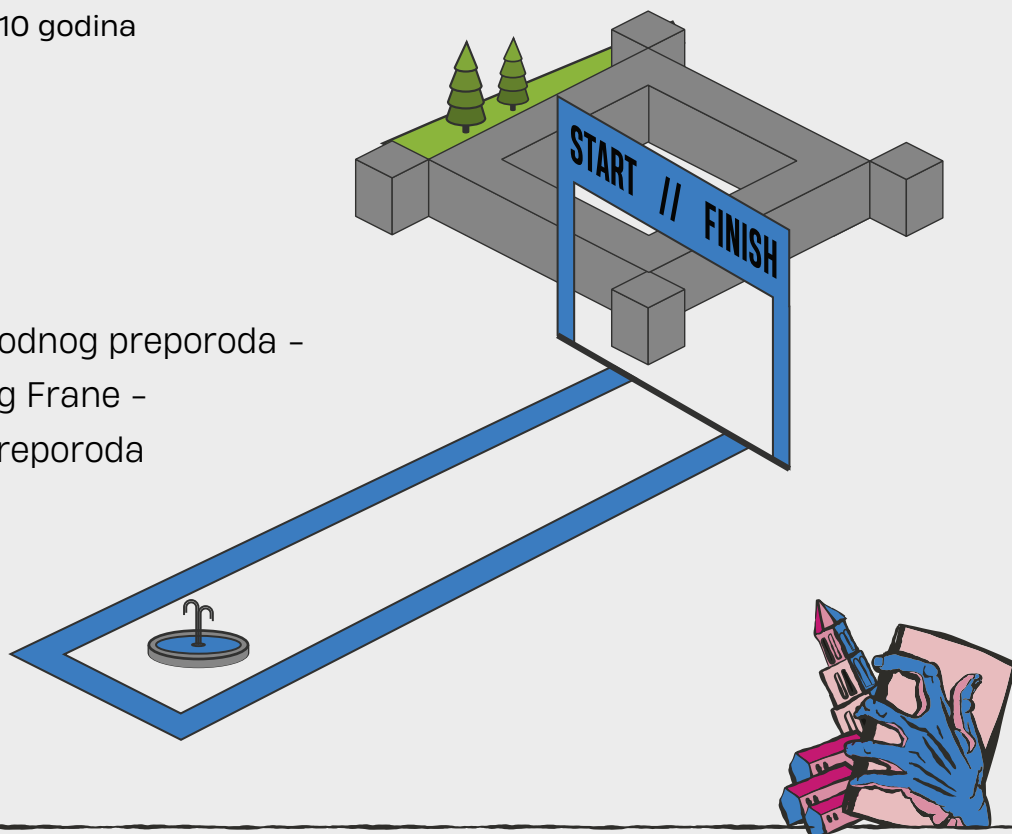 10 godina
START // FINISH
odnog preporoda –
g Frane –
reporoda